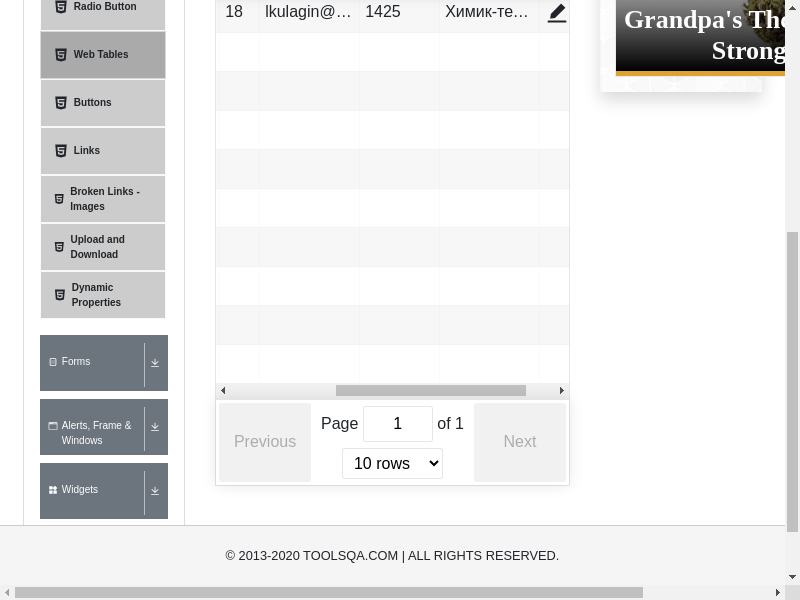 Radio Button
Web Tables
Buttons
Links
Broken Links -
Images
Upload and
Download
Dynamic
Properties
Forms
Alerts, Frame &
Windows
Widgets
18 lkulagin@... 1425 Химик-те...
Previous
Page 1 of 1
10 rows
Next
Grandpa's The
Strong
© 2013-2020 TOOLSQA.COM | ALL RIGHTS RESERVED.